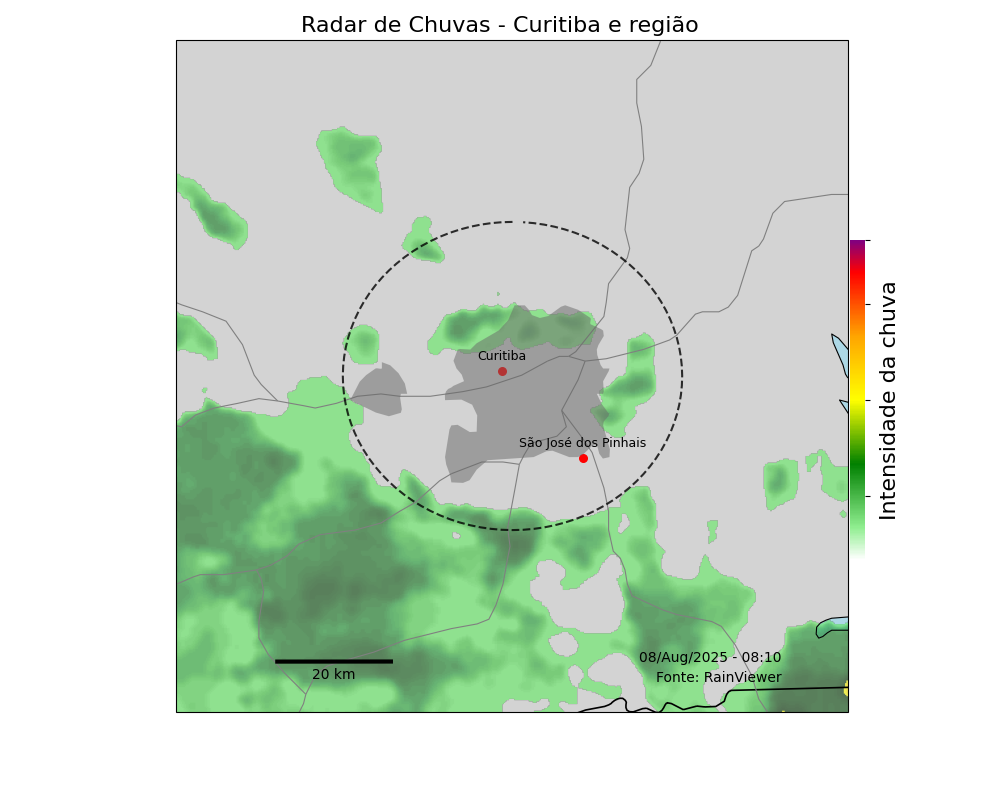 Radar de Chuvas - Curitiba e região
Curitiba
São José dos Pinhais
Intensidade da chuva
08/Aug/2025 - 08:10
Fonte: RainViewer
20 km